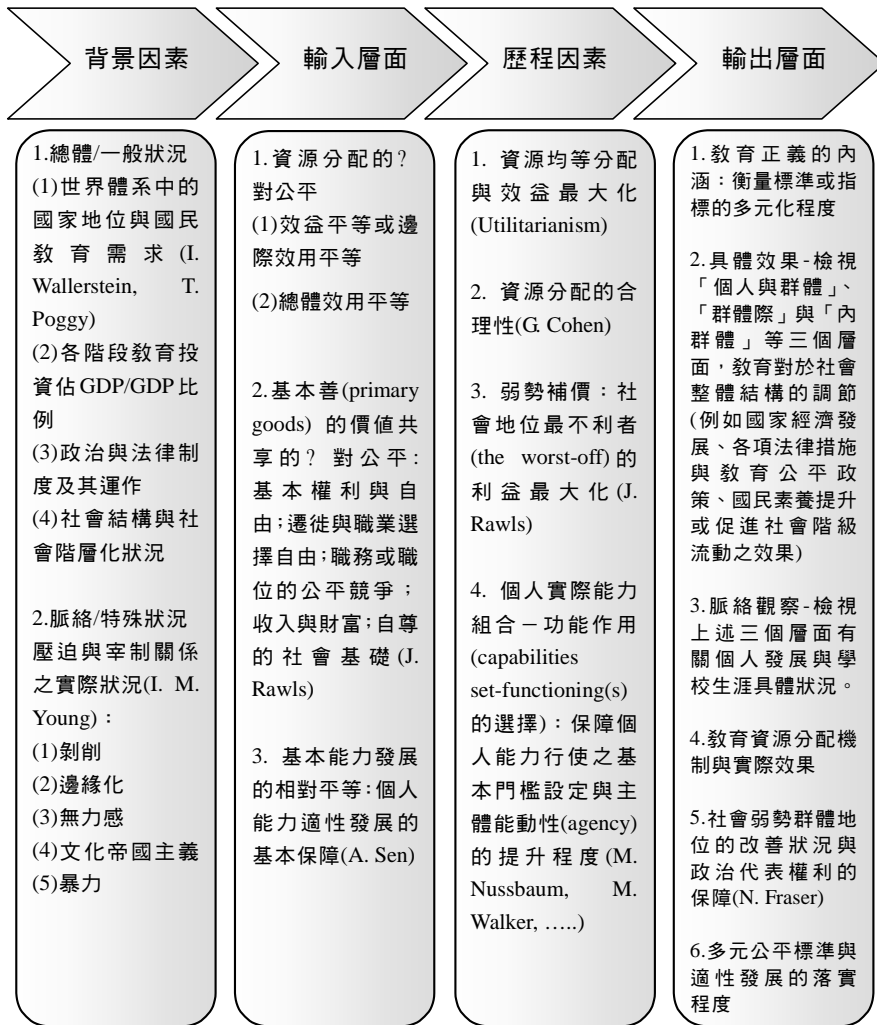 背景因素
輸入層面
歷程因素
輸出層面
1.總體/一般狀況
(1)世界體系中的
國家地位與國民
教育需求(I.
Wallerstein, T.
Poggy)
(2)各階段教育投
資佔GDP/GDP比
例
(3)政治與法律制
度及其運作
(4)社會結構與社
會階層化狀況
2.脈絡/特殊狀況
壓迫與宰制關係
之實際狀況(I. M.
Young)：
(1)剝削
(2)邊緣化
(3)無力感
(4)文化帝國主義
(5)暴力
1.資源分配的?
對公平
(1)效益平等或邊
際效用平等
(2)總體效用平等
2.基本善(primary
goods) 的價值共
享的? 對公平:
基本權利與自
由;遷徙與職業選
擇自由;職務或職
位的公平競爭；
收入與財富;自尊
的社會基礎(J.
Rawls)
3. 基本能力發展
的相對平等:個人
能力適性發展的
基本保障(A. Sen)
1. 資源均等分配
與效益最大化
(Utilitarianism)
2. 資源分配的合
理性(G. Cohen)
3. 弱勢補價：社
會地位最不利者
(the worst-off)的
利益最大化(J.
Rawls)
4. 個人實際能力
組合－功能作用
(capabilities
set-functioning(s)
的選擇)：保障個
人能力行使之基
本門檻設定與主
體能動性(agency)
的提升程度(M.
Nussbaum, M.
Walker, …..)
1.教育正義的內
涵：衡量標準或指
標的多元化程度
2.具體效果-檢視
「個人與群體」、
「群體際」與「內
群體」等三個層
面，教育對於社會
整體結構的調節
(例如國家經濟發
展、各項法律措施
與教育公平政
策、國民素養提升
或促進社會階級
流動之效果)
3.脈絡觀察-檢視
上述三個層面有
關個人發展與學
校生涯具體狀況。
4.教育資源分配機
制與實際效果
5.社會弱勢群體地
位的改善狀況與
政治代表權利的
保障(N. Fraser)
6.多元公平標準與
適性發展的落實
程度